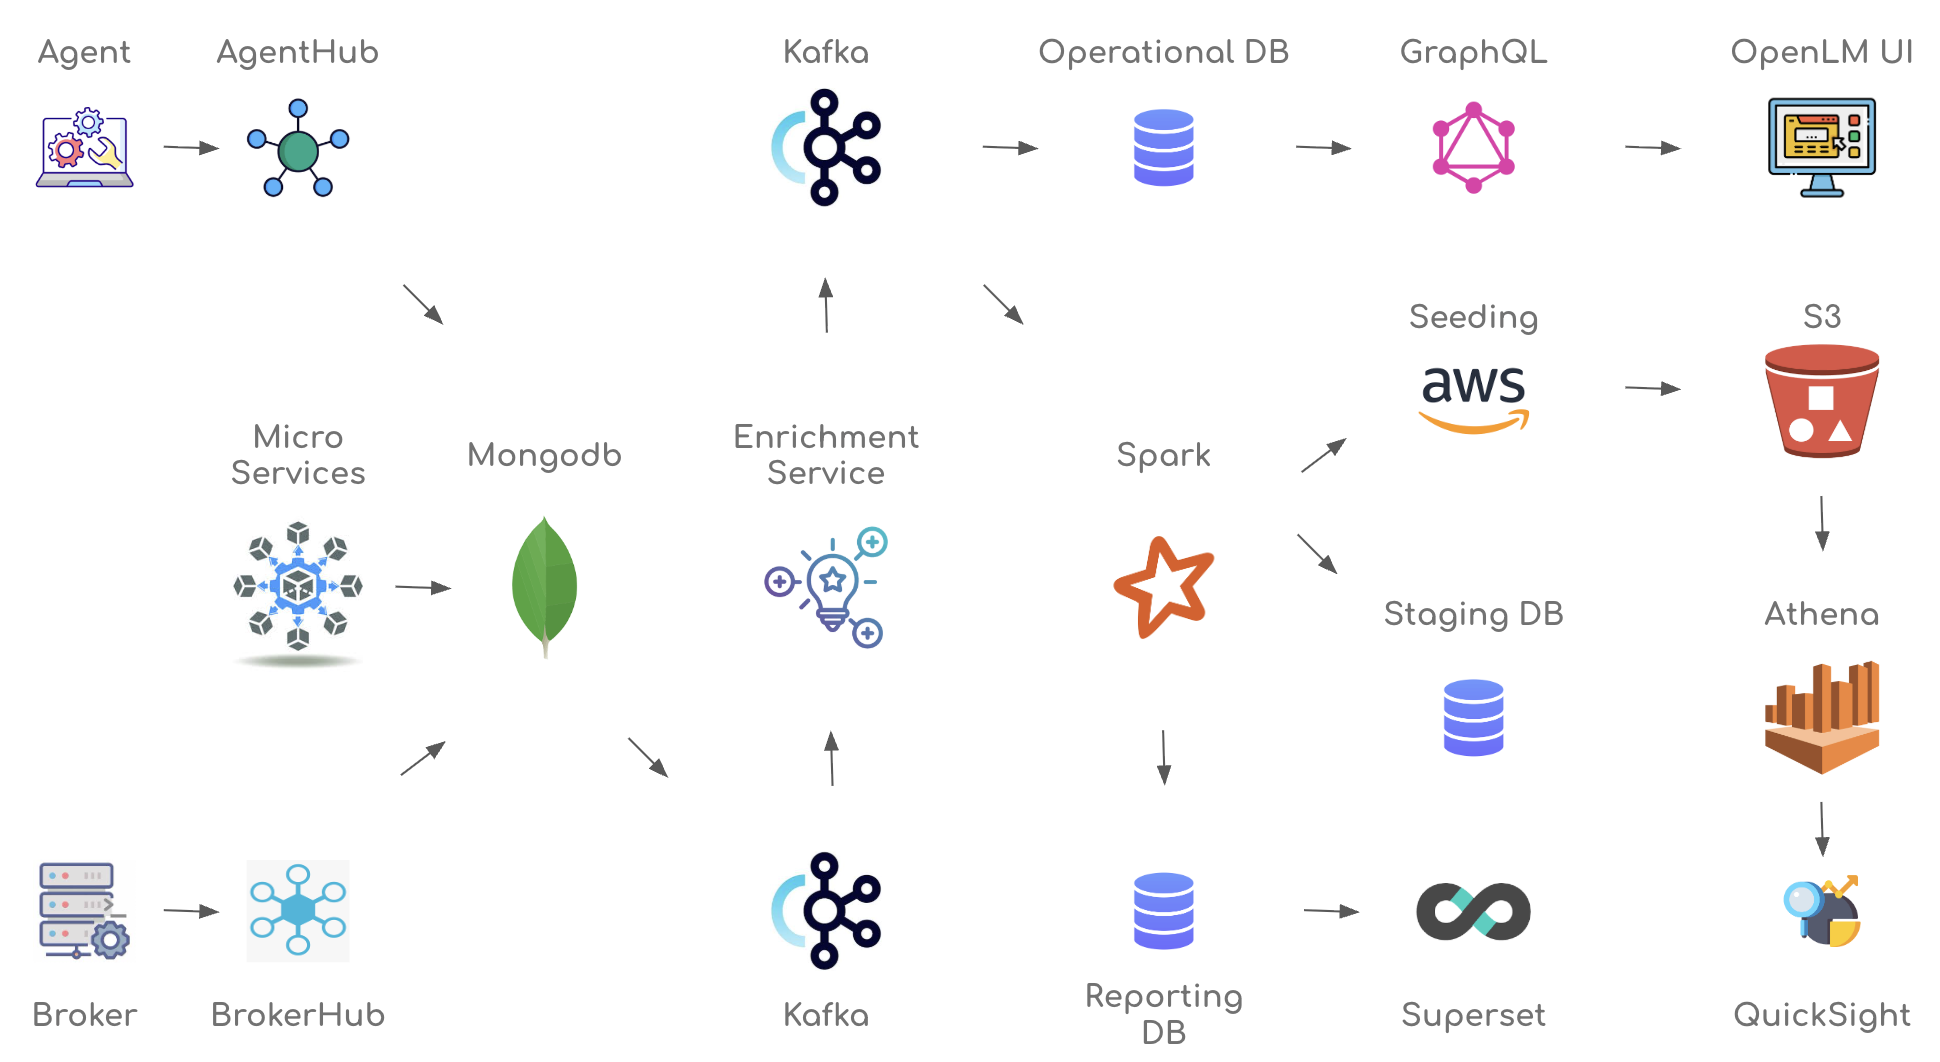 Agent
AgentHub
Kafka
Operational DB
GraphQL
OpenLM UI
Seeding
aws
S3
Micro
Services
Mongodb
Enrichment
Service
Spark
Staging DB
Athena
Broker
BrokerHub
Kafka
Reporting
DB
Superset
QuickSight